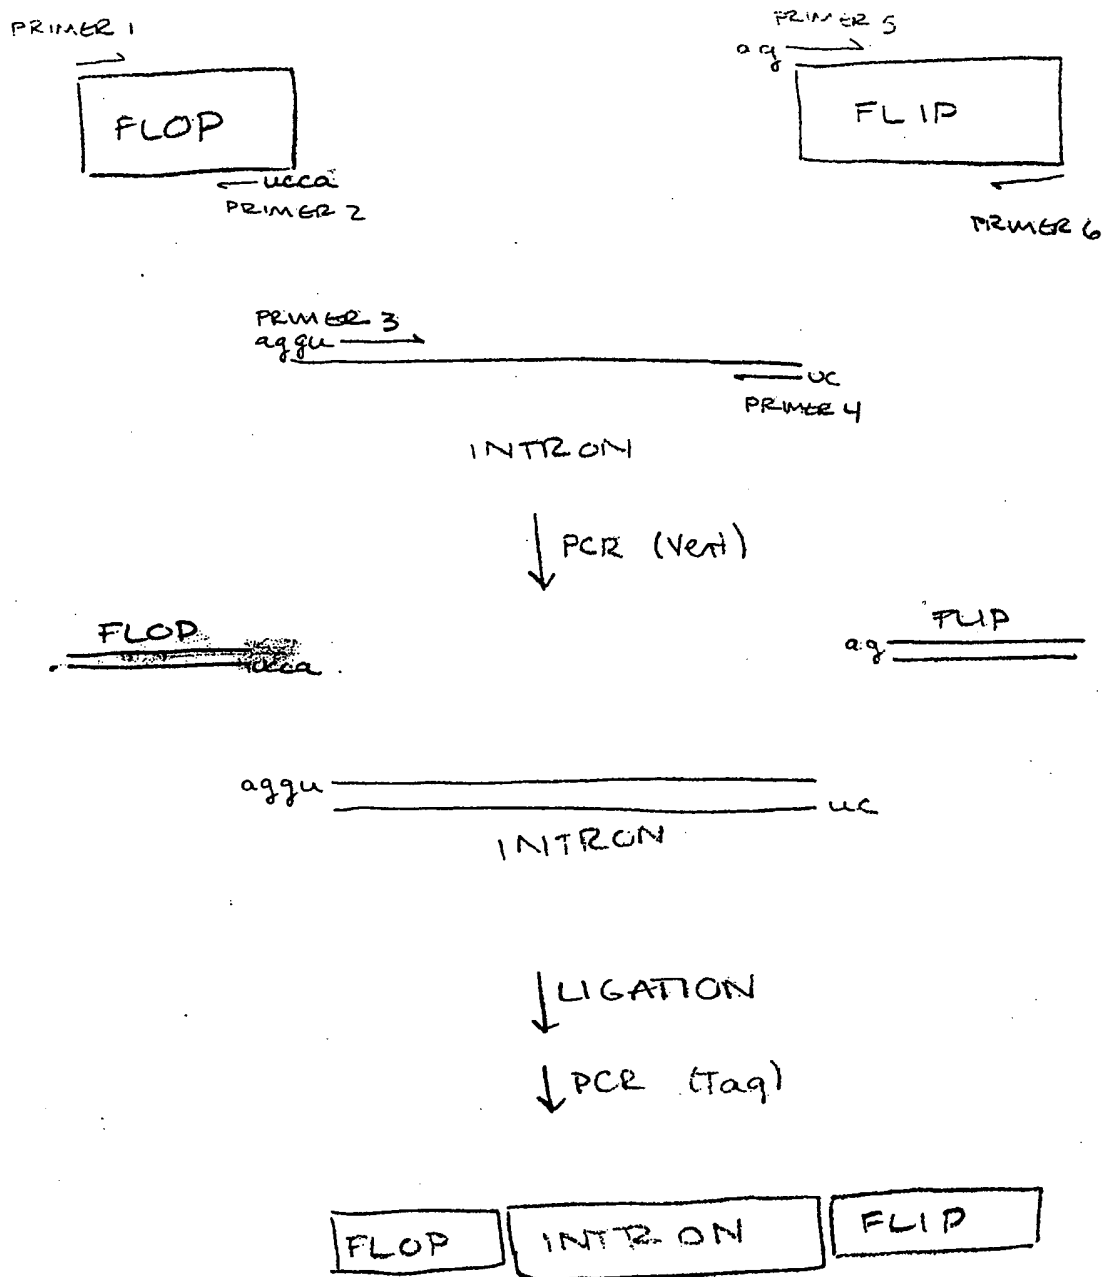 PRIMER 1
PRIMER 5
ag
FLOP
FLIP
ucca
PRIMER 2
PRIMER 6
PRIMER 3
aggu
uc
PRIMER 4
INTRON
PCR (Vent)
FLOP
FLIP
ucca
ag
aggu
uc
INTRON
LIGATION
PCR (Taq)
FLOP INTRON FLIP